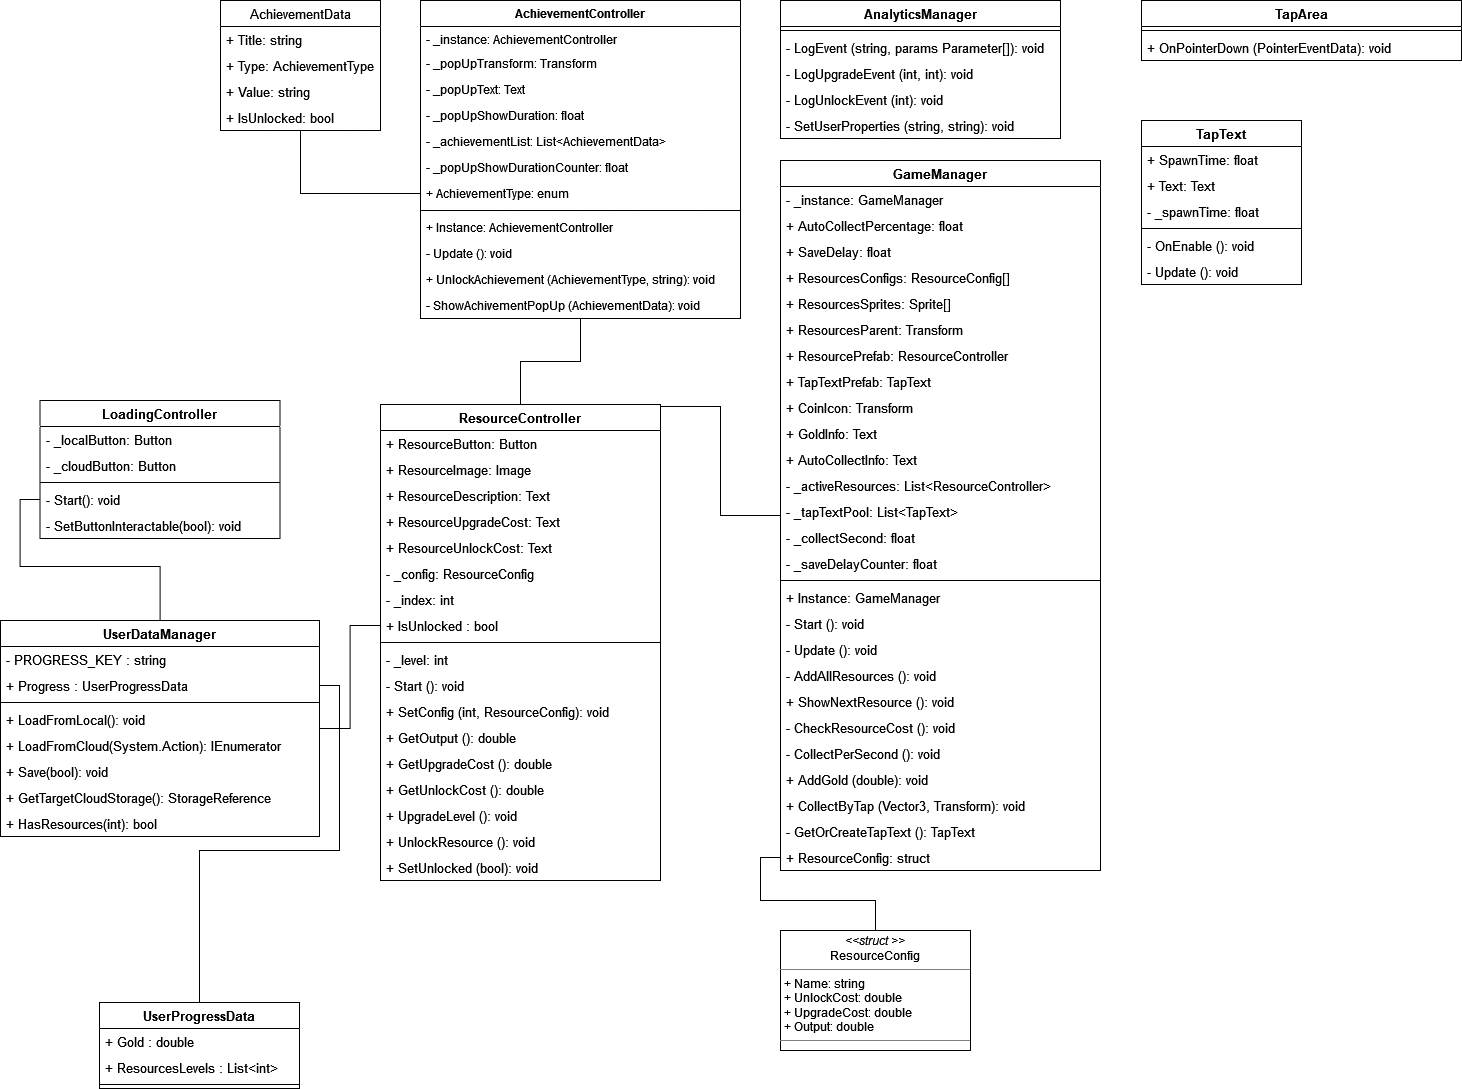 AchievementData
+ Title: string
+ Type: AchievementType
+ Value: string
+ IsUnlocked: bool
AchievementController
- _instance: AchievementController
- _popUpTransform: Transform
- _popUpText: Text
- _popUpShowDuration: float
- _achievementList: List<AchievementData>
- _popUpShowDurationCounter: float
+ AchievementType: enum
+ Instance: AchievementController
- Update (): void
+ UnlockAchievement (AchievementType, string): void
- ShowAchivementPopUp (AchievementData): void
AnalyticsManager
- LogEvent (string, params Parameter[]): void
- LogUpgradeEvent (int, int): void
- LogUnlockEvent (int): void
- SetUserProperties (string, string): void
TapArea
+ OnPointerDown (PointerEventData): void
TapText
+ SpawnTime: float
+ Text: Text
- _spawnTime: float
- OnEnable (): void
- Update (): void
GameManager
- _instance: GameManager
+ AutoCollectPercentage: float
+ SaveDelay: float
+ ResourcesConfigs: ResourceConfig[]
+ ResourcesSprites: Sprite[]
+ ResourcesParent: Transform
+ ResourcePrefab: ResourceController
+ TapTextPrefab: TapText
+ CoinIcon: Transform
+ GoldInfo: Text
+ AutoCollectInfo: Text
- _activeResources: List<ResourceController>
- _tapTextPool: List<TapText>
- _collectSecond: float
- _saveDelayCounter: float
+ Instance: GameManager
- Start (): void
- Update (): void
- AddAllResources (): void
+ ShowNextResource (): void
- CheckResourceCost (): void
- CollectPerSecond (): void
+ AddGold (double): void
+ CollectByTap (Vector3, Transform): void
- GetOrCreateTapText (): TapText
+ ResourceConfig: struct
LoadingController
- _localButton: Button
- _cloudButton: Button
- Start(): void
- SetButtonInteractable(bool): void
ResourceController
+ ResourceButton: Button
+ ResourceImage: Image
+ ResourceDescription: Text
+ ResourceUpgradeCost: Text
+ ResourceUnlockCost: Text
- _config: ResourceConfig
- _index: int
+ IsUnlocked : bool
- _level: int
- Start (): void
+ SetConfig (int, ResourceConfig): void
+ GetOutput (): double
+ GetUpgradeCost (): double
+ GetUnlockCost (): double
+ UpgradeLevel (): void
+ UnlockResource (): void
+ SetUnlocked (bool): void
UserDataManager
- PROGRESS_KEY : string
+ Progress : UserProgressData
+ LoadFromLocal(): void
+ LoadFromCloud(System.Action): IEnumerator
+ Save(bool): void
+ GetTargetCloudStorage(): StorageReference
+ HasResources(int): bool
<<struct >>
ResourceConfig
+ Name: string
+ UnlockCost: double
+ UpgradeCost: double
+ Output: double
UserProgressData
+ Gold : double
+ ResourcesLevels : List<int>